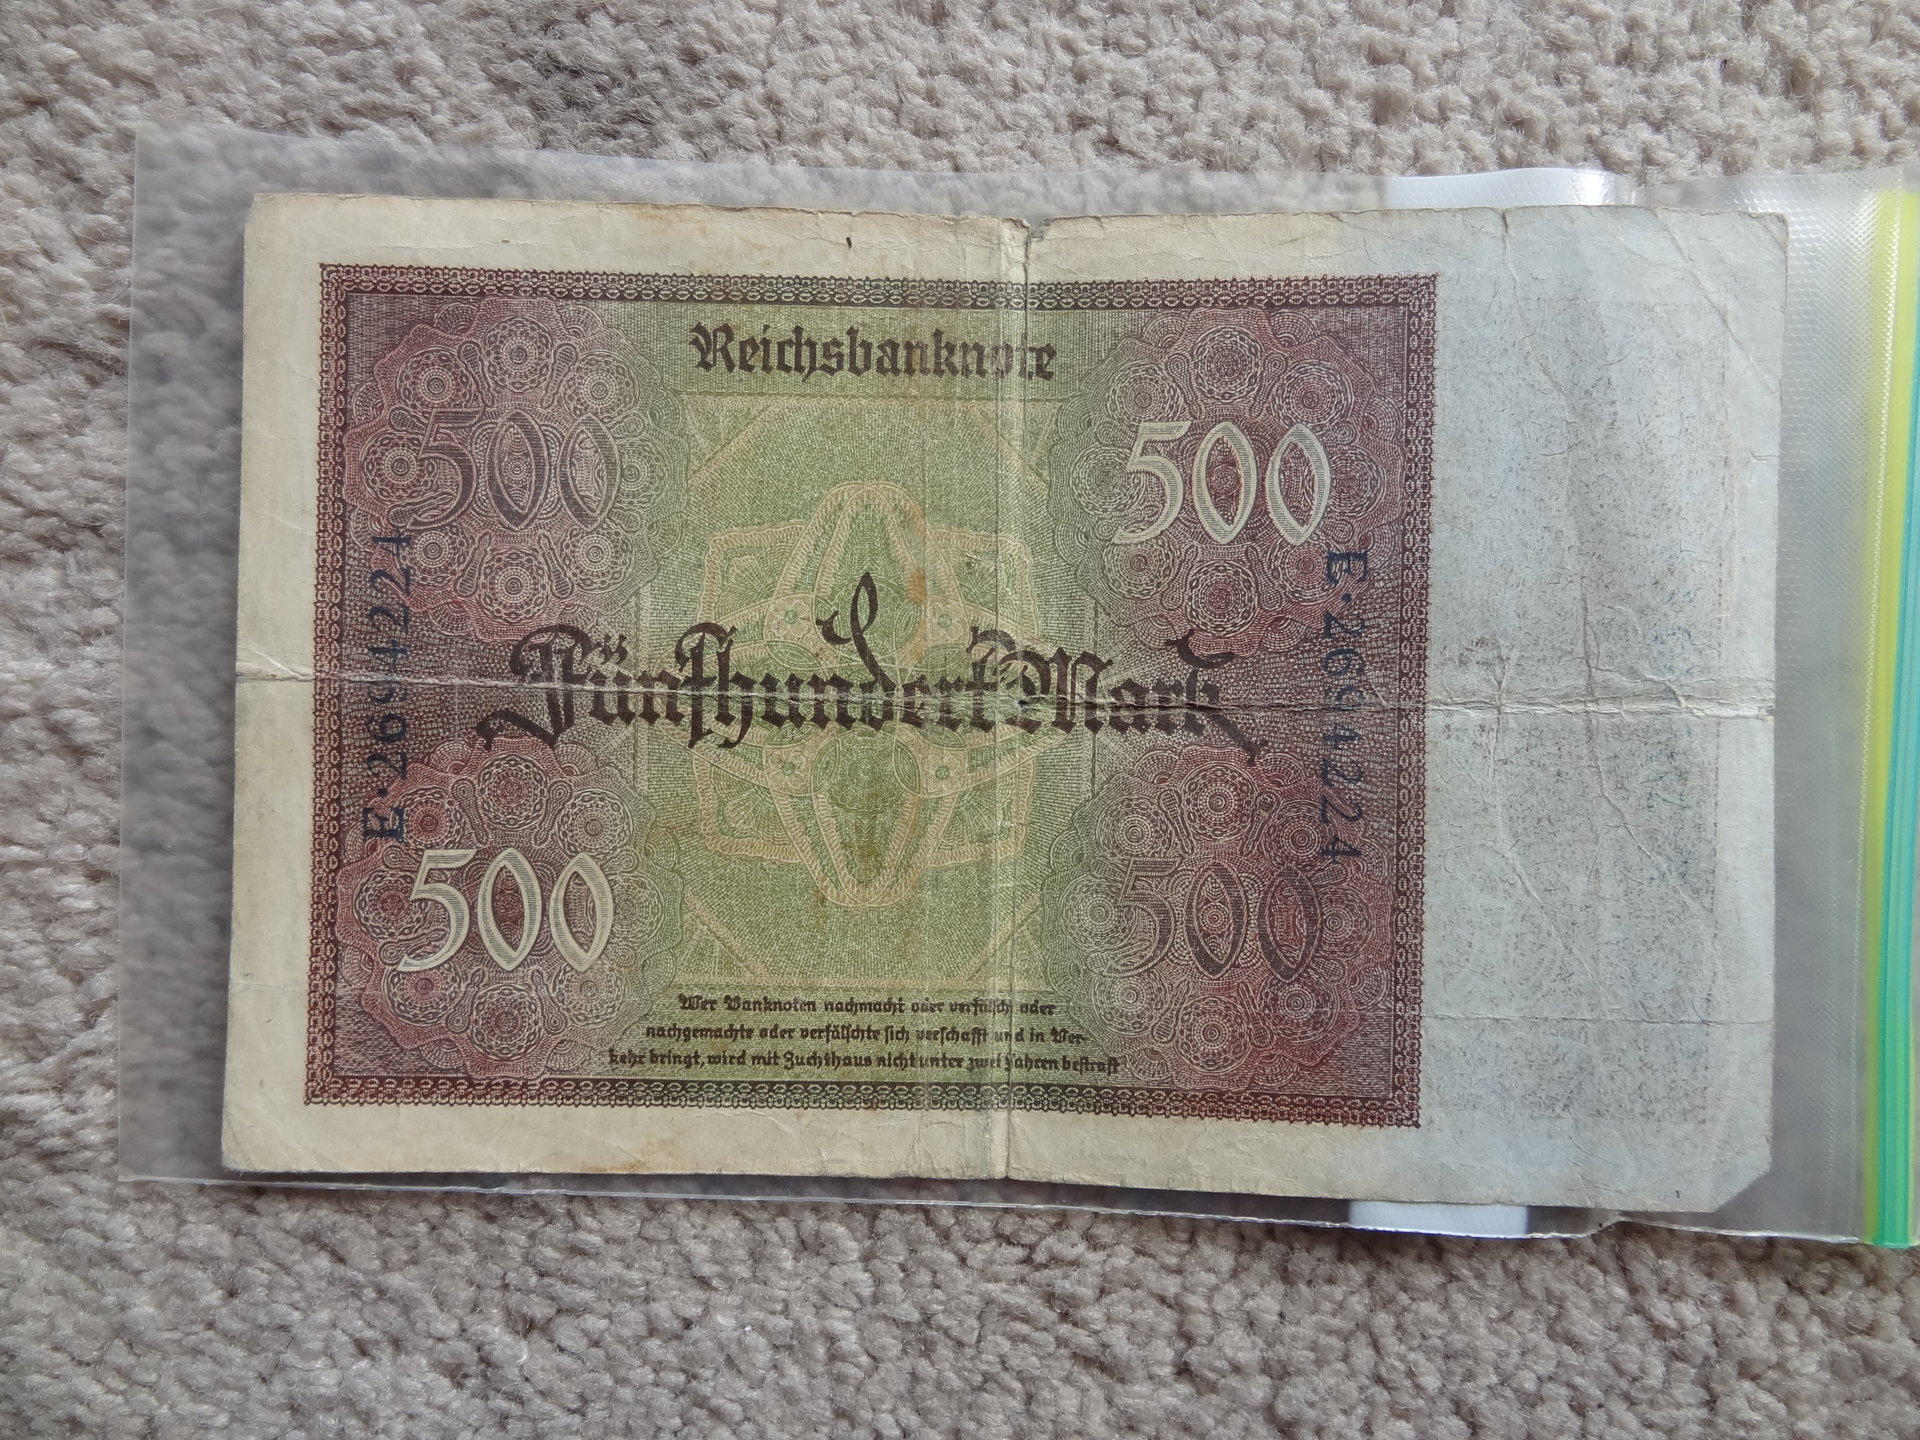 Reichsbanknote
500
500
E·2694224
E·2694224
Fünfhundert Mark
500
500
Wer Banknoten nachmacht oder verfälscht oder
nachgemachte oder verfälschte sich verschafft und in Ver-
kehr bringt, wird mit Zuchthaus nicht unter zwei Jahren bestraft